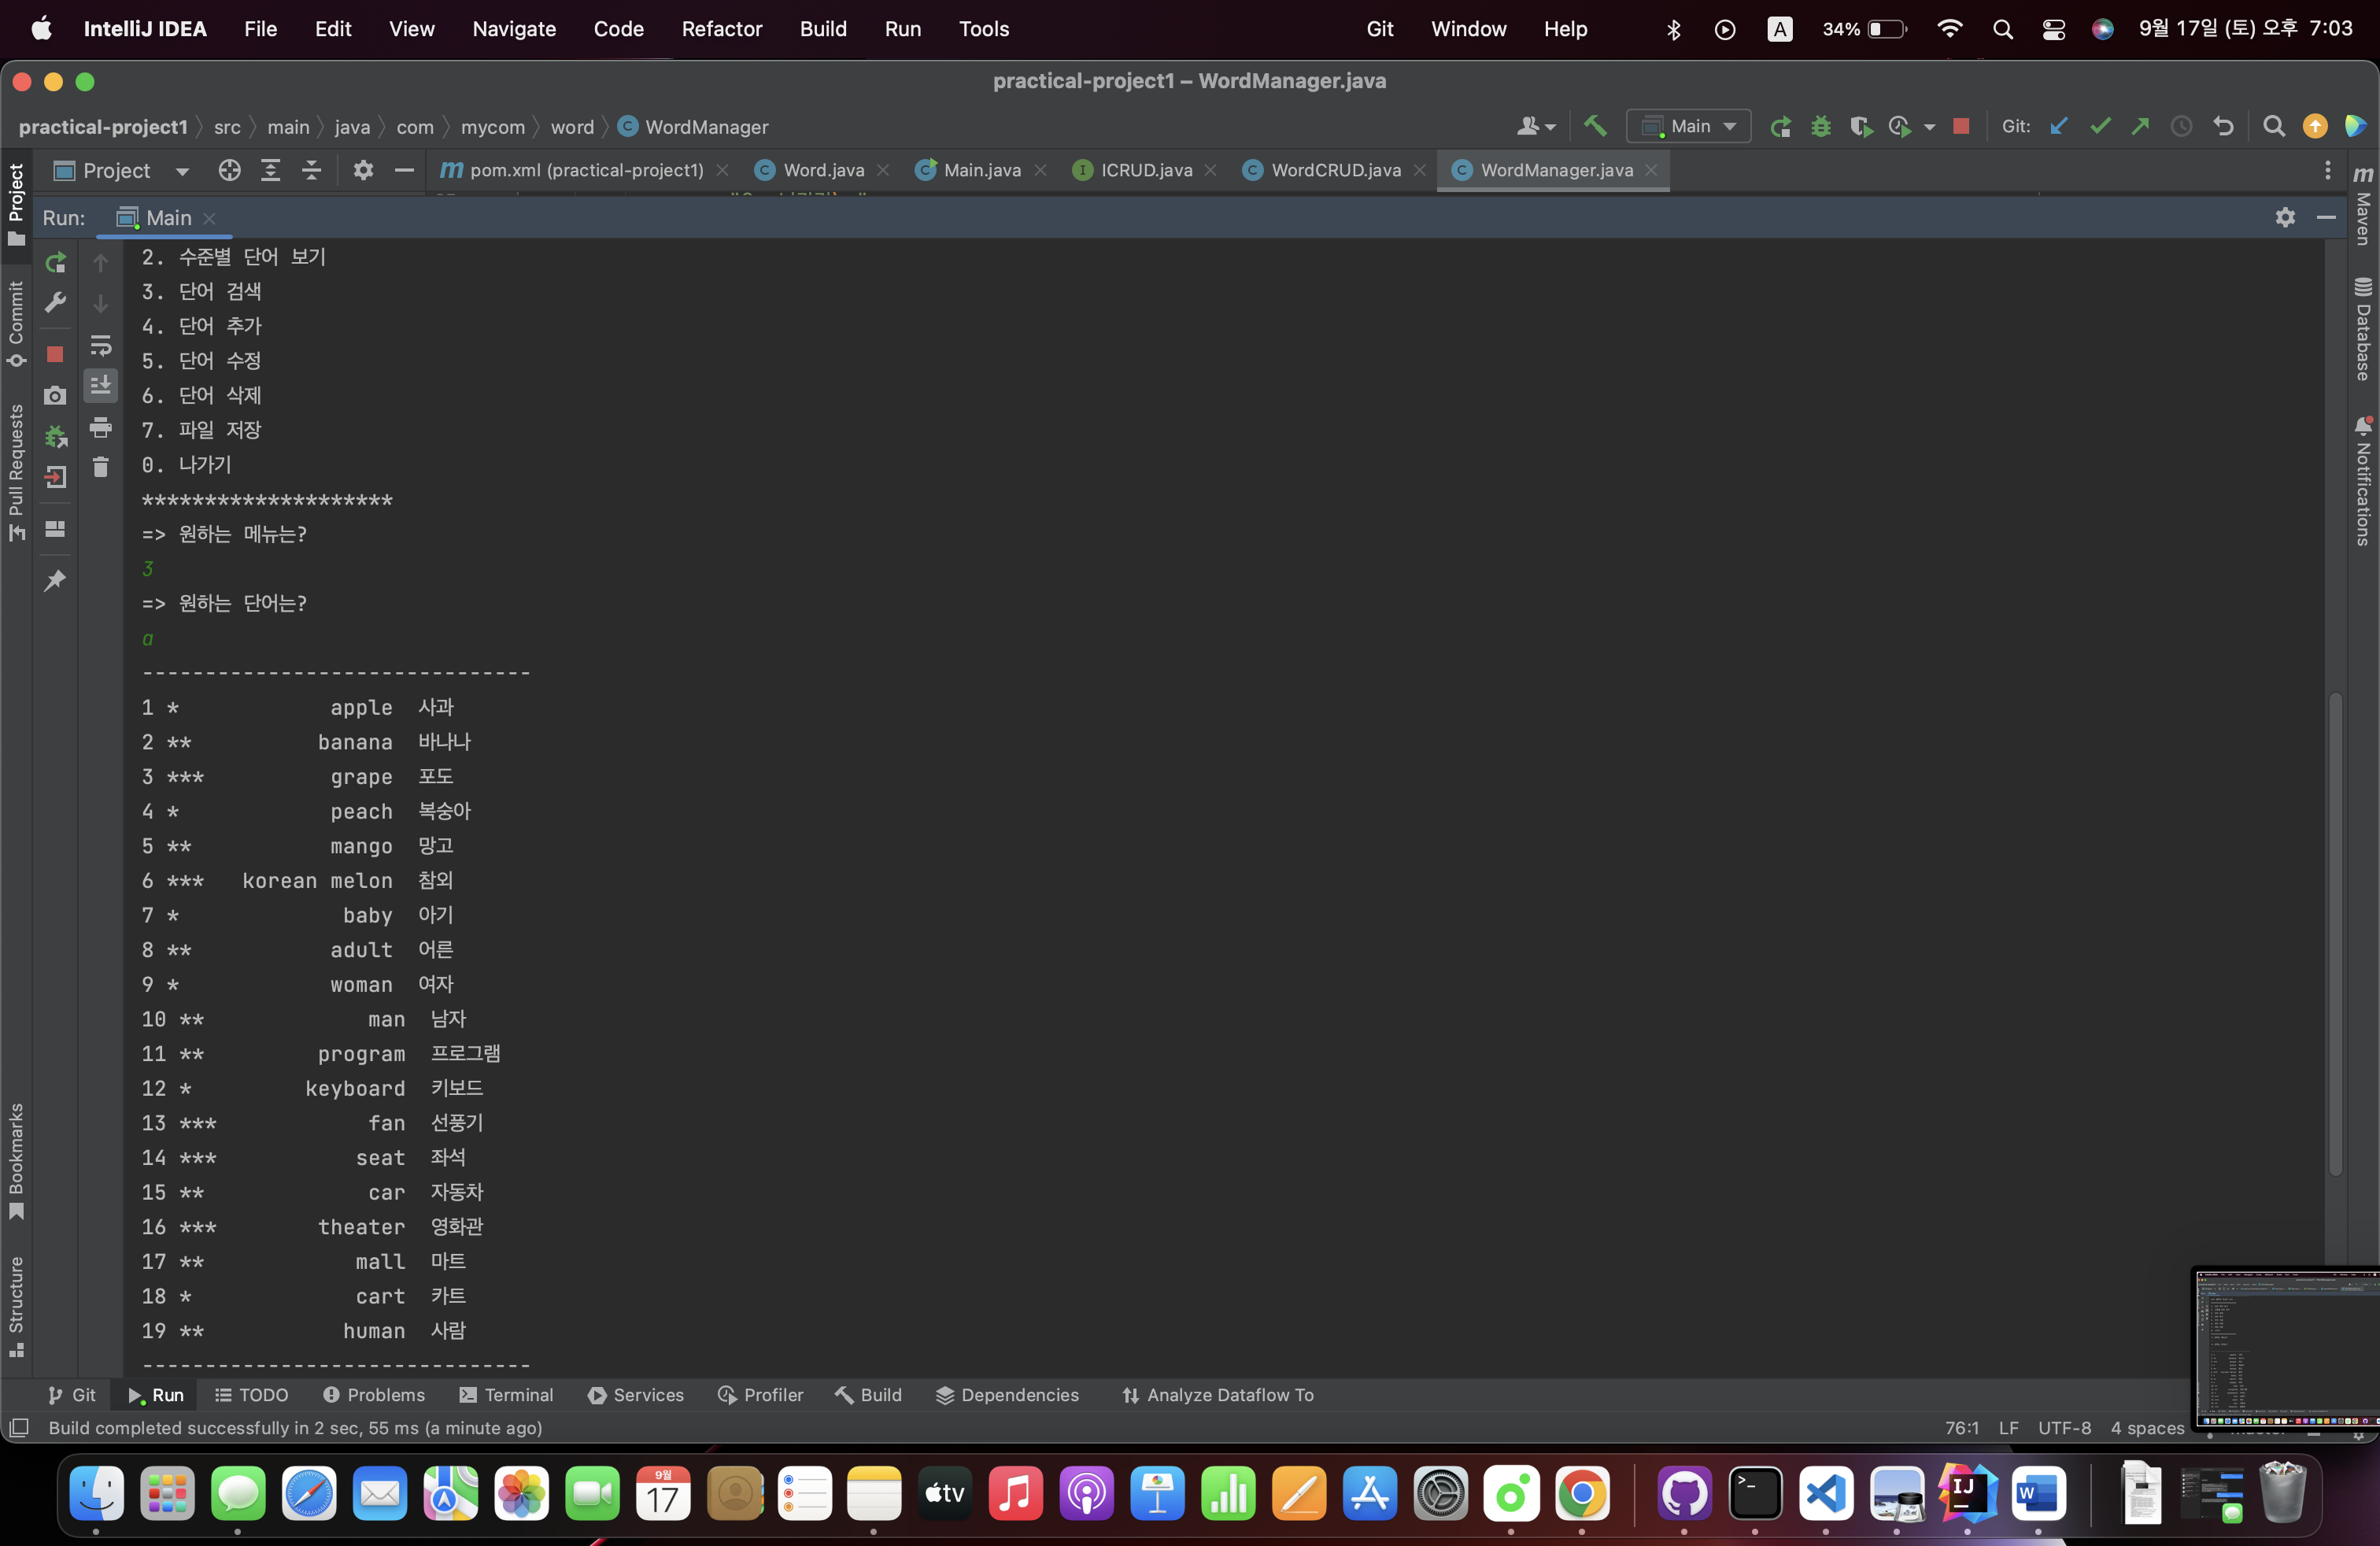 IntelliJ IDEA File Edit View Navigate Code Refactor Build Run Tools Git Window Help A 34% 9월 17일 (토) 오후 7:03
practical-project1 – WordManager.java
practical-project1 src main java com mycom word C WordManager Main Git:
Project m pom.xml (practical-project1) C Word.java C Main.java I ICRUD.java C WordCRUD.java C WordManager.java
Run: Main
2. 수준별 단어 보기
3. 단어 검색
4. 단어 추가
5. 단어 수정
6. 단어 삭제
7. 파일 저장
0. 나가기
********************
=> 원하는 메뉴는?
3
=> 원하는 단어는?
a
-------------------------------
1 * apple 사과
2 ** banana 바나나
3 *** grape 포도
4 * peach 복숭아
5 ** mango 망고
6 *** korean melon 참외
7 * baby 아기
8 ** adult 어른
9 * woman 여자
10 ** man 남자
11 ** program 프로그램
12 * keyboard 키보드
13 *** fan 선풍기
14 *** seat 좌석
15 ** car 자동차
16 *** theater 영화관
17 ** mall 마트
18 * cart 카트
19 ** human 사람
-------------------------------
Project
Commit
Pull Requests
Bookmarks
Structure
m Maven
Database
Notifications
Git Run TODO Problems Terminal Services Profiler Build Dependencies Analyze Dataflow To
Build completed successfully in 2 sec, 55 ms (a minute ago) 76:1 LF UTF-8 4 spaces
9월
17
tv
>_
IJ
W